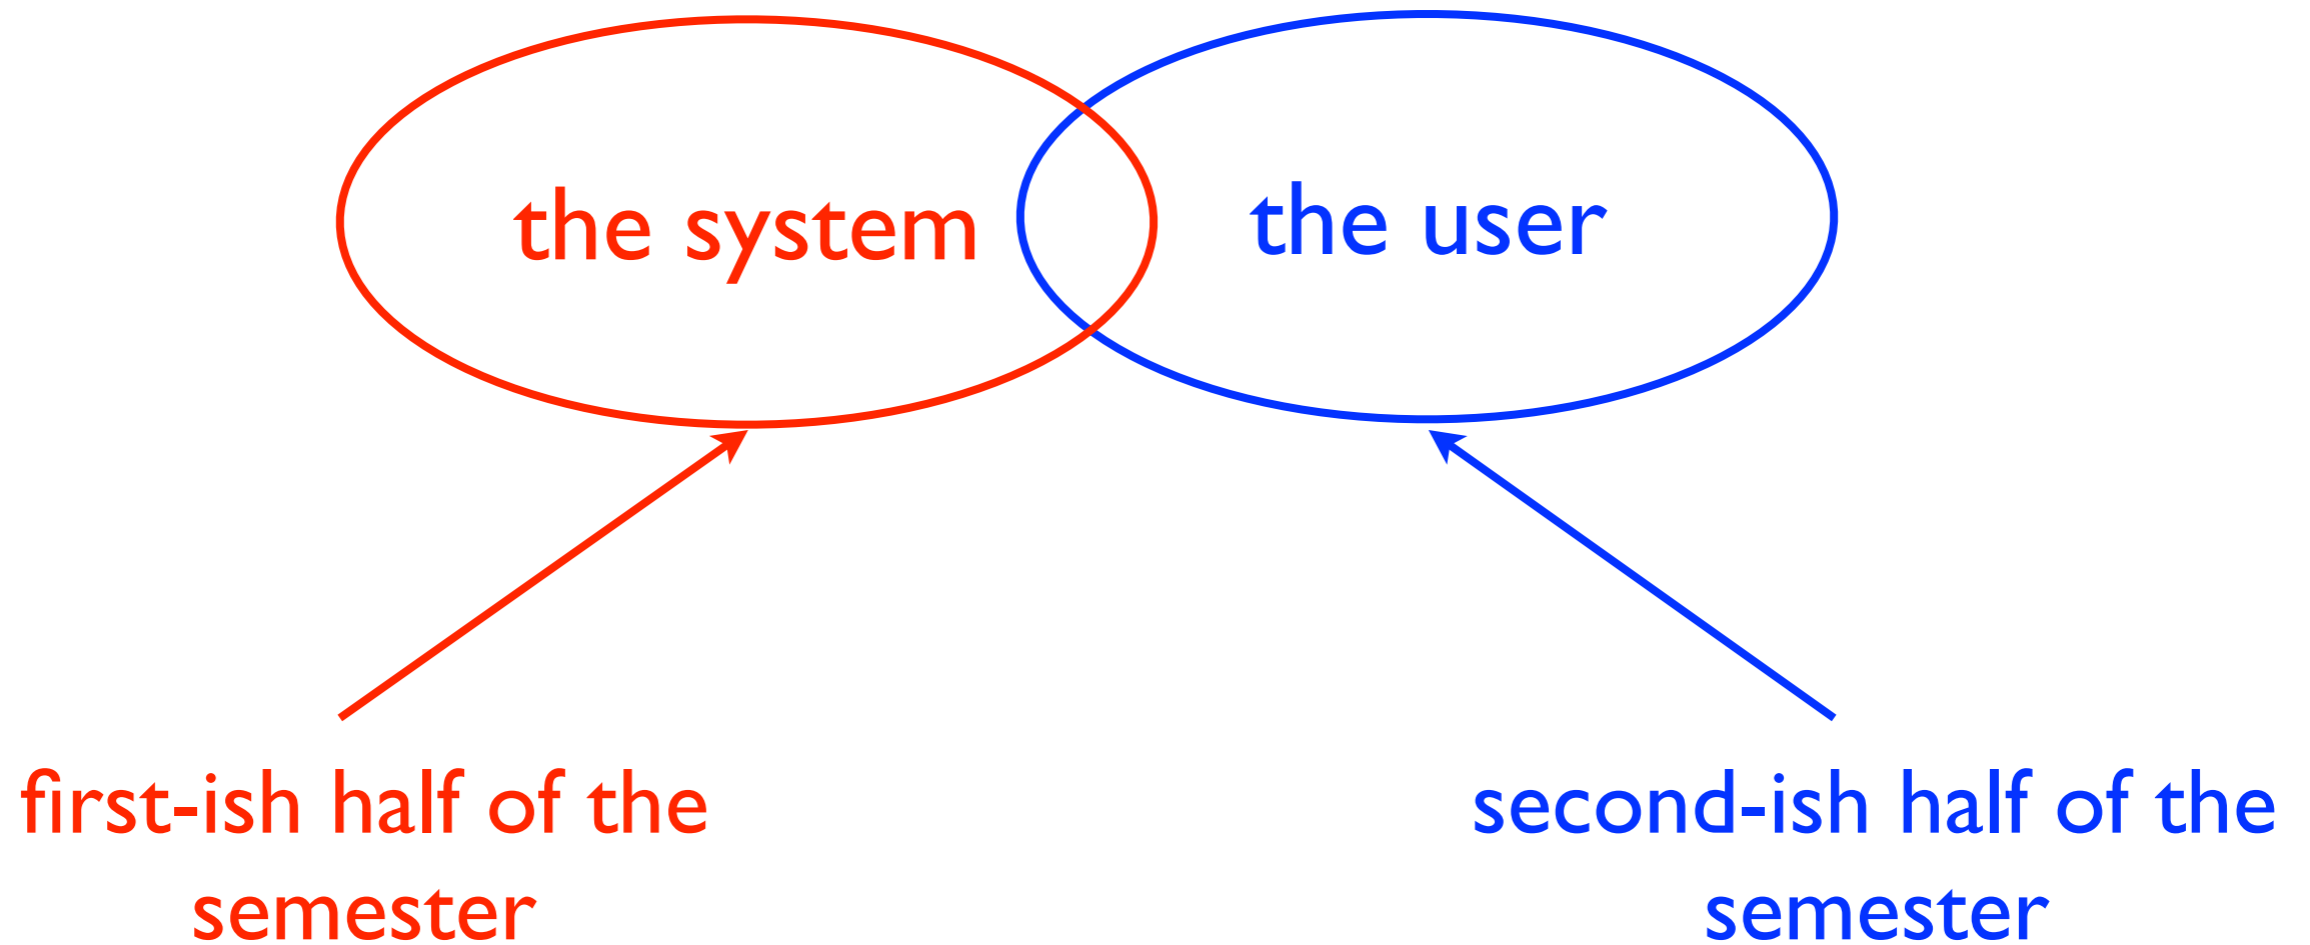 the system
the user
first-ish half of the
semester
second-ish half of the
semester